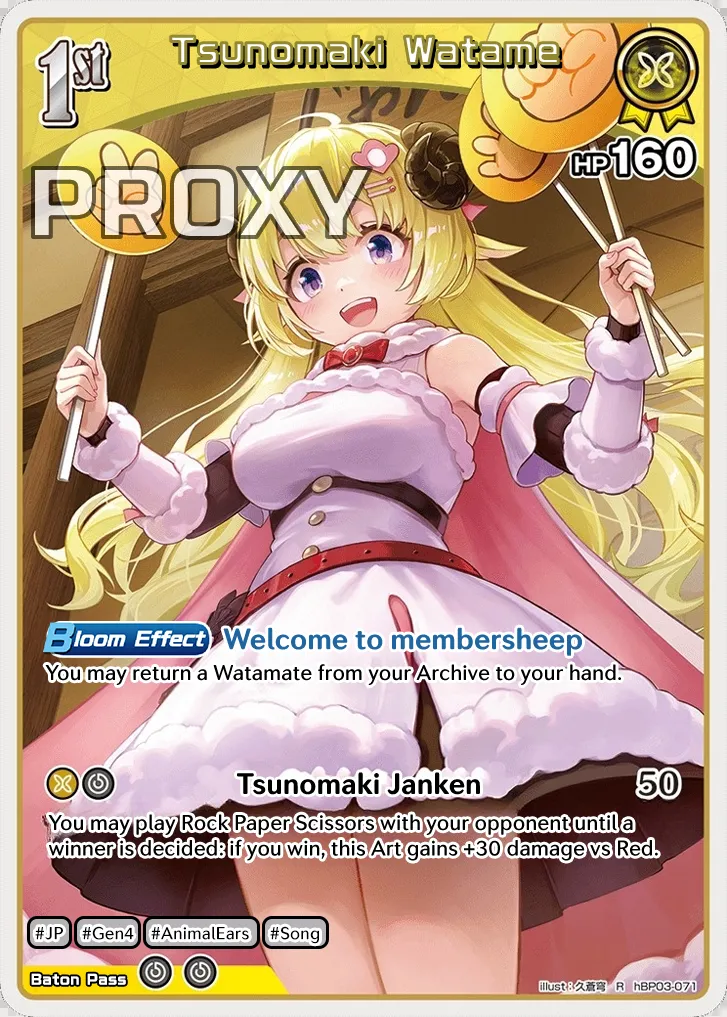 1st
Tsunomaki Watame
HP160
PROXY
Bloom Effect Welcome to membersheep
You may return a Watamate from your Archive to your hand.
Tsunomaki Janken 50
You may play Rock Paper Scissors with your opponent until a
winner is decided: if you win, this Art gains +30 damage vs Red.
#JP #Gen4 #AnimalEars #Song
Baton Pass
illust:久蒼穹 R hBP03-071